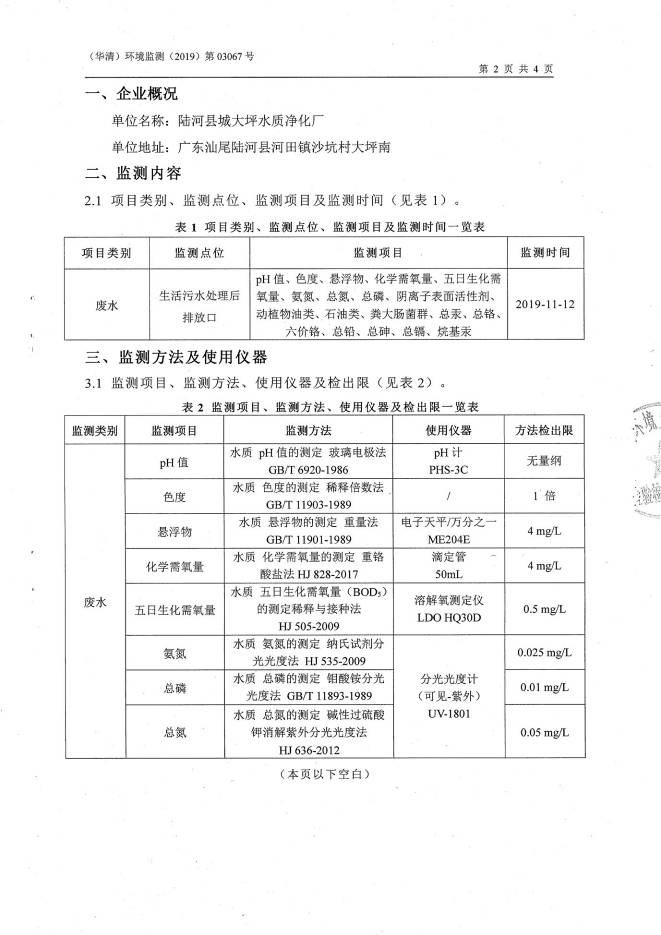 （华清）环境监测（2019）第 03067 号
第 2 页 共 4 页
一、企业概况
单位名称：陆河县城大坪水质净化厂
单位地址：广东汕尾陆河县河田镇沙坑村大坪南
二、监测内容
2.1 项目类别、监测点位、监测项目及监测时间（见表 1）。
表 1 项目类别、监测点位、监测项目及监测时间一览表
项目类别 监测点位 监测项目 监测时间
废水
生活污水处理后
排放口
pH 值、色度、悬浮物、化学需氧量、五日生化需
氧量、氨氮、总氮、总磷、阴离子表面活性剂、
动植物油类、石油类、粪大肠菌群、总汞、总铬、
六价铬、总铅、总砷、总镉、烷基汞
2019-11-12
三、监测方法及使用仪器
3.1 监测项目、监测方法、使用仪器及检出限（见表 2）。
表 2 监测项目、监测方法、使用仪器及检出限一览表
监测类别 监测项目 监测方法 使用仪器 方法检出限
废水
pH 值
水质 pH 值的测定 玻璃电极法
GB/T 6920-1986
pH 计
PHS-3C
无量纲
色度
水质 色度的测定 稀释倍数法
GB/T 11903-1989
/
1 倍
悬浮物
水质 悬浮物的测定 重量法
GB/T 11901-1989
电子天平/万分之一
ME204E
4 mg/L
化学需氧量
水质 化学需氧量的测定 重铬
酸盐法 HJ 828-2017
滴定管
50mL
4 mg/L
五日生化需氧量
水质 五日生化需氧量（BOD₅）
的测定稀释与接种法
HJ 505-2009
溶解氧测定仪
LDO HQ30D
0.5 mg/L
氨氮
水质 氨氮的测定 纳氏试剂分
光光度法 HJ 535-2009
分光光度计
（可见-紫外）
UV-1801
0.025 mg/L
总磷
水质 总磷的测定 钼酸铵分光
光度法 GB/T 11893-1989
0.01 mg/L
总氮
水质 总氮的测定 碱性过硫酸
钾消解紫外分光光度法
HJ 636-2012
0.05 mg/L
（本页以下空白）